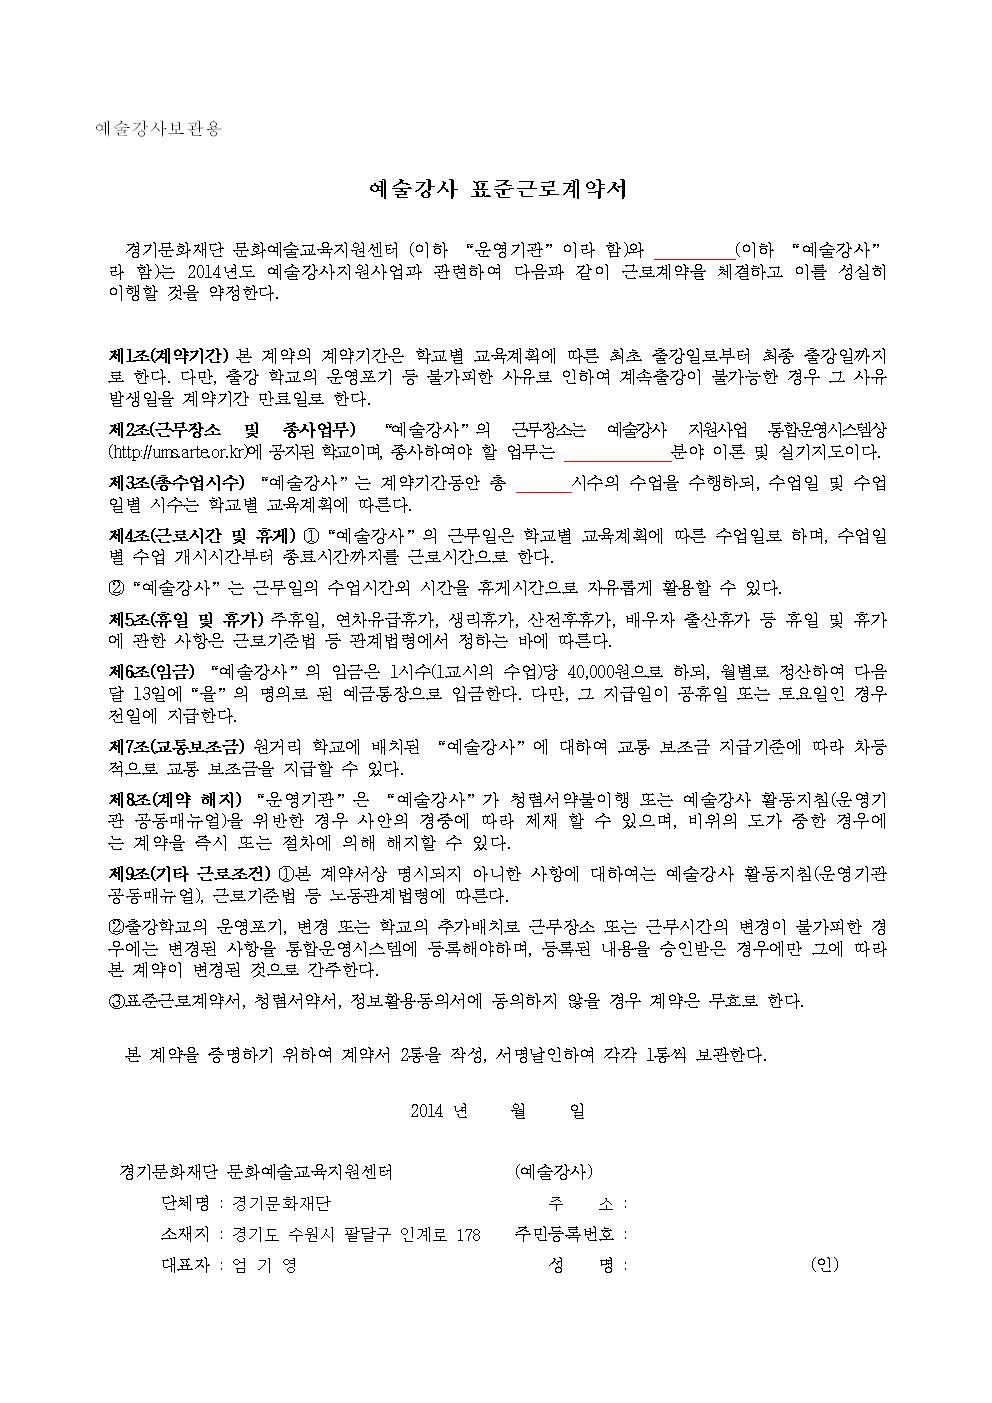 예술강사보관용
예술강사 표준근로계약서
경기문화재단 문화예술교육지원센터 (이하 “운영기관”이라 함)와 __________(이하 “예술강사”
라 함)는 2014년도 예술강사지원사업과 관련하여 다음과 같이 근로계약을 체결하고 이를 성실히
이행할 것을 약정한다.
제1조(계약기간) 본 계약의 계약기간은 학교별 교육계획에 따른 최초 출강일로부터 최종 출강일까지
로 한다. 다만, 출강 학교의 운영포기 등 불가피한 사유로 인하여 계속출강이 불가능한 경우 그 사유
발생일을 계약기간 만료일로 한다.
제2조(근무장소 및 종사업무) “예술강사”의 근무장소는 예술강사 지원사업 통합운영시스템상
(http://ums.arte.or.kr)에 공지된 학교이며, 종사하여야 할 업무는 _____________분야 이론 및 실기지도이다.
제3조(총수업시수) “예술강사”는 계약기간동안 총 _______시수의 수업을 수행하되, 수업일 및 수업
일별 시수는 학교별 교육계획에 따른다.
제4조(근로시간 및 휴게) ① “예술강사”의 근무일은 학교별 교육계획에 따른 수업일로 하며, 수업일
별 수업 개시시간부터 종료시간까지를 근로시간으로 한다.
② “예술강사”는 근무일의 수업시간외 시간을 휴게시간으로 자유롭게 활용할 수 있다.
제5조(휴일 및 휴가) 주휴일, 연차유급휴가, 생리휴가, 산전후휴가, 배우자 출산휴가 등 휴일 및 휴가
에 관한 사항은 근로기준법 등 관계법령에서 정하는 바에 따른다.
제6조(임금) “예술강사”의 임금은 1시수(1교시의 수업)당 40,000원으로 하되, 월별로 정산하여 다음
달 13일에 “을”의 명의로 된 예금통장으로 입금한다. 다만, 그 지급일이 공휴일 또는 토요일인 경우
전일에 지급한다.
제7조(교통보조금) 원거리 학교에 배치된 “예술강사”에 대하여 교통 보조금 지급기준에 따라 차등
적으로 교통 보조금을 지급할 수 있다.
제8조(계약 해지) “운영기관”은 “예술강사”가 청렴서약불이행 또는 예술강사 활동지침(운영기
관 공동매뉴얼)을 위반한 경우 사안의 경중에 따라 제재 할 수 있으며, 비위의 도가 중한 경우에
는 계약을 즉시 또는 절차에 의해 해지할 수 있다.
제9조(기타 근로조건) ①본 계약서상 명시되지 아니한 사항에 대하여는 예술강사 활동지침(운영기관
공동매뉴얼), 근로기준법 등 노동관계법령에 따른다.
②출강학교의 운영포기, 변경 또는 학교의 추가배치로 근무장소 또는 근무시간의 변경이 불가피한 경
우에는 변경된 사항을 통합운영시스템에 등록해야하며, 등록된 내용을 승인받은 경우에만 그에 따라
본 계약이 변경된 것으로 간주한다.
③표준근로계약서, 청렴서약서, 정보활용동의서에 동의하지 않을 경우 계약은 무효로 한다.
본 계약을 증명하기 위하여 계약서 2통을 작성, 서명날인하여 각각 1통씩 보관한다.
2014 년 월 일
경기문화재단 문화예술교육지원센터 (예술강사)
단체명 : 경기문화재단 주 소 :
소재지 : 경기도 수원시 팔달구 인계로 178 주민등록번호 :
대표자 : 엄 기 영 성 명 : (인)